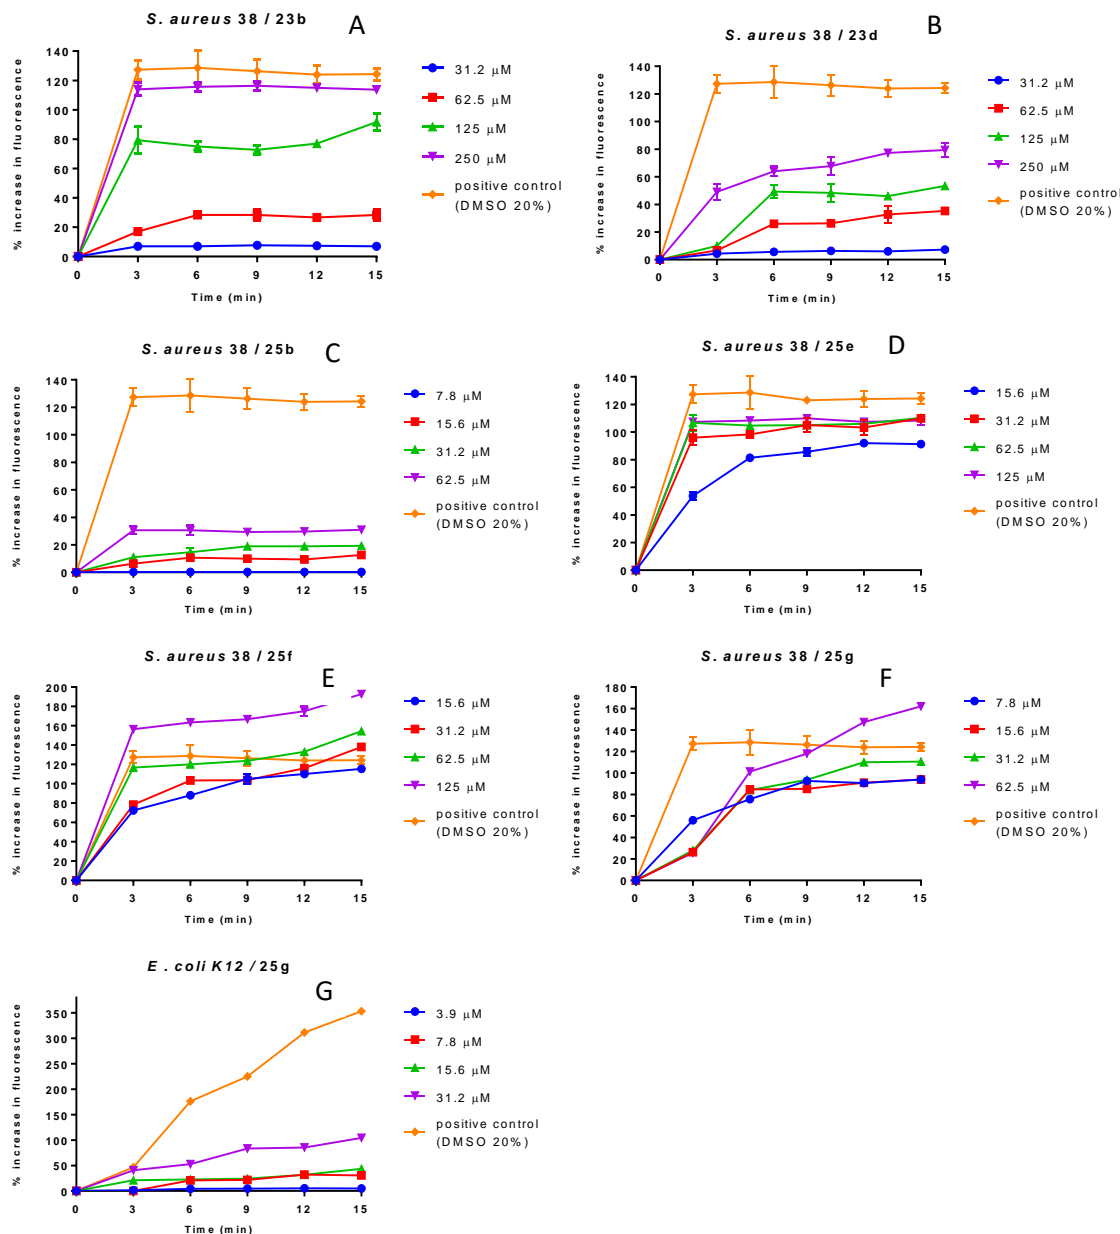 S. aureus 38 / 23b
A
% increase in fluorescence
140
120
100
80
60
40
20
0
0 3 6 9 12 15
Time (min)
31.2 μM
62.5 μM
125 μM
250 μM
positive control
(DMSO 20%)
S. aureus 38 / 23d
B
% increase in fluorescence
140
120
100
80
60
40
20
0
0 3 6 9 12 15
Time (min)
31.2 μM
62.5 μM
125 μM
250 μM
positive control
(DMSO 20%)
S. aureus 38 / 25b
C
% increase in fluorescence
140
120
100
80
60
40
20
0
0 3 6 9 12 15
Time (min)
7.8 μM
15.6 μM
31.2 μM
62.5 μM
positive control
(DMSO 20%)
S. aureus 38 / 25e
D
% increase in fluorescence
140
120
100
80
60
40
20
0
0 3 6 9 12 15
Time (min)
15.6 μM
31.2 μM
62.5 μM
125 μM
positive control
(DMSO 20%)
S. aureus 38 / 25f
E
% increase in fluorescence
200
180
160
140
120
100
80
60
40
20
0
0 3 6 9 12 15
Time (min)
15.6 μM
31.2 μM
62.5 μM
125 μM
positive control
(DMSO 20%)
S. aureus 38 / 25g
F
% increase in fluorescence
180
160
140
120
100
80
60
40
20
0
0 3 6 9 12 15
Time (min)
7.8 μM
15.6 μM
31.2 μM
62.5 μM
positive control
(DMSO 20%)
E. coli K12 / 25g
G
% increase in fluorescence
350
300
250
200
150
100
50
0
0 3 6 9 12 15
Time (min)
3.9 μM
7.8 μM
15.6 μM
31.2 μM
positive control
(DMSO 20%)